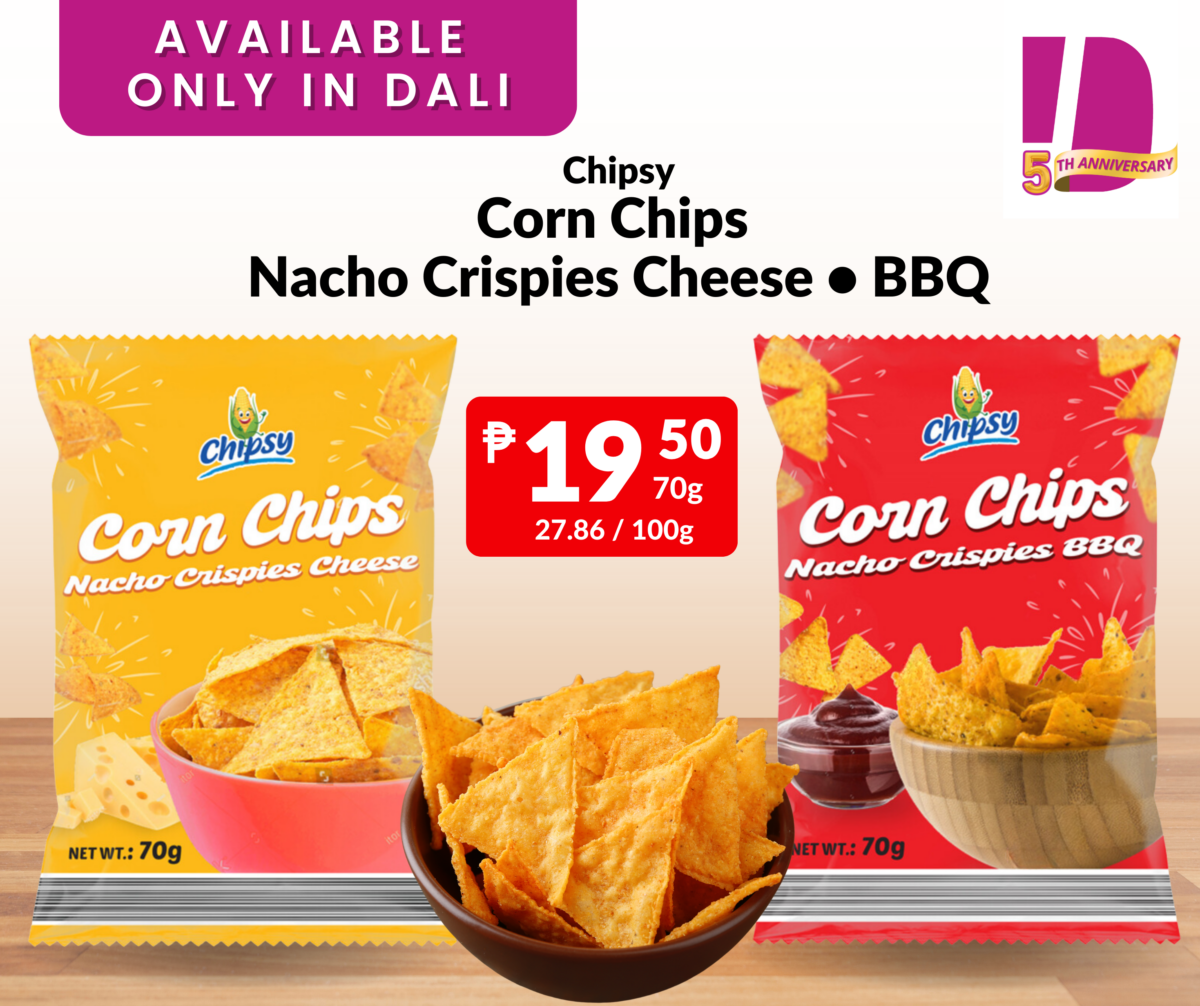 AVAILABLE
ONLY IN DALI
5TH ANNIVERSARY
Chipsy
Corn Chips
Nacho Crispies Cheese ● BBQ
Chipsy
Corn Chips
Nacho Crispies Cheese
NET WT.: 70g
₱19 50
70g
27.86 / 100g
Chipsy
Corn Chips
Nacho Crispies BBQ
NET WT.: 70g